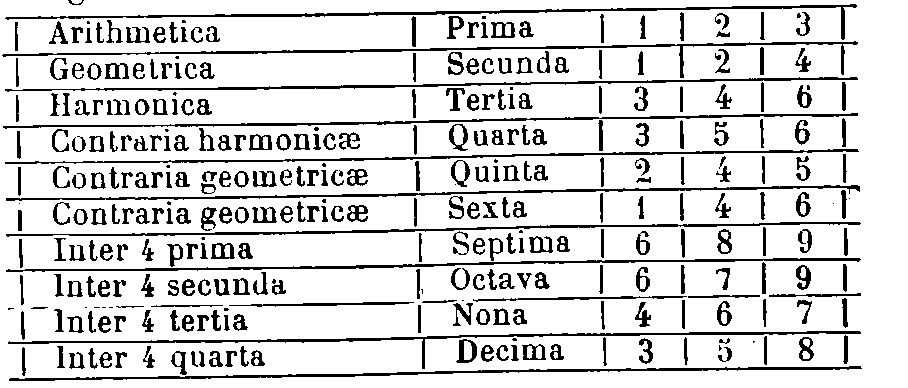 Arithmetica | Prima | 1 | 2 | 3
Geometrica | Secunda | 1 | 2 | 4
Harmonica | Tertia | 3 | 4 | 6
Contraria harmonicæ | Quarta | 3 | 5 | 6
Contraria geometricæ | Quinta | 2 | 4 | 5
Contraria geometricæ | Sexta | 1 | 4 | 6
Inter 4 prima | Septima | 6 | 8 | 9
Inter 4 secunda | Octava | 6 | 7 | 9
Inter 4 tertia | Nona | 4 | 6 | 7
Inter 4 quarta | Decima | 3 | 5 | 8